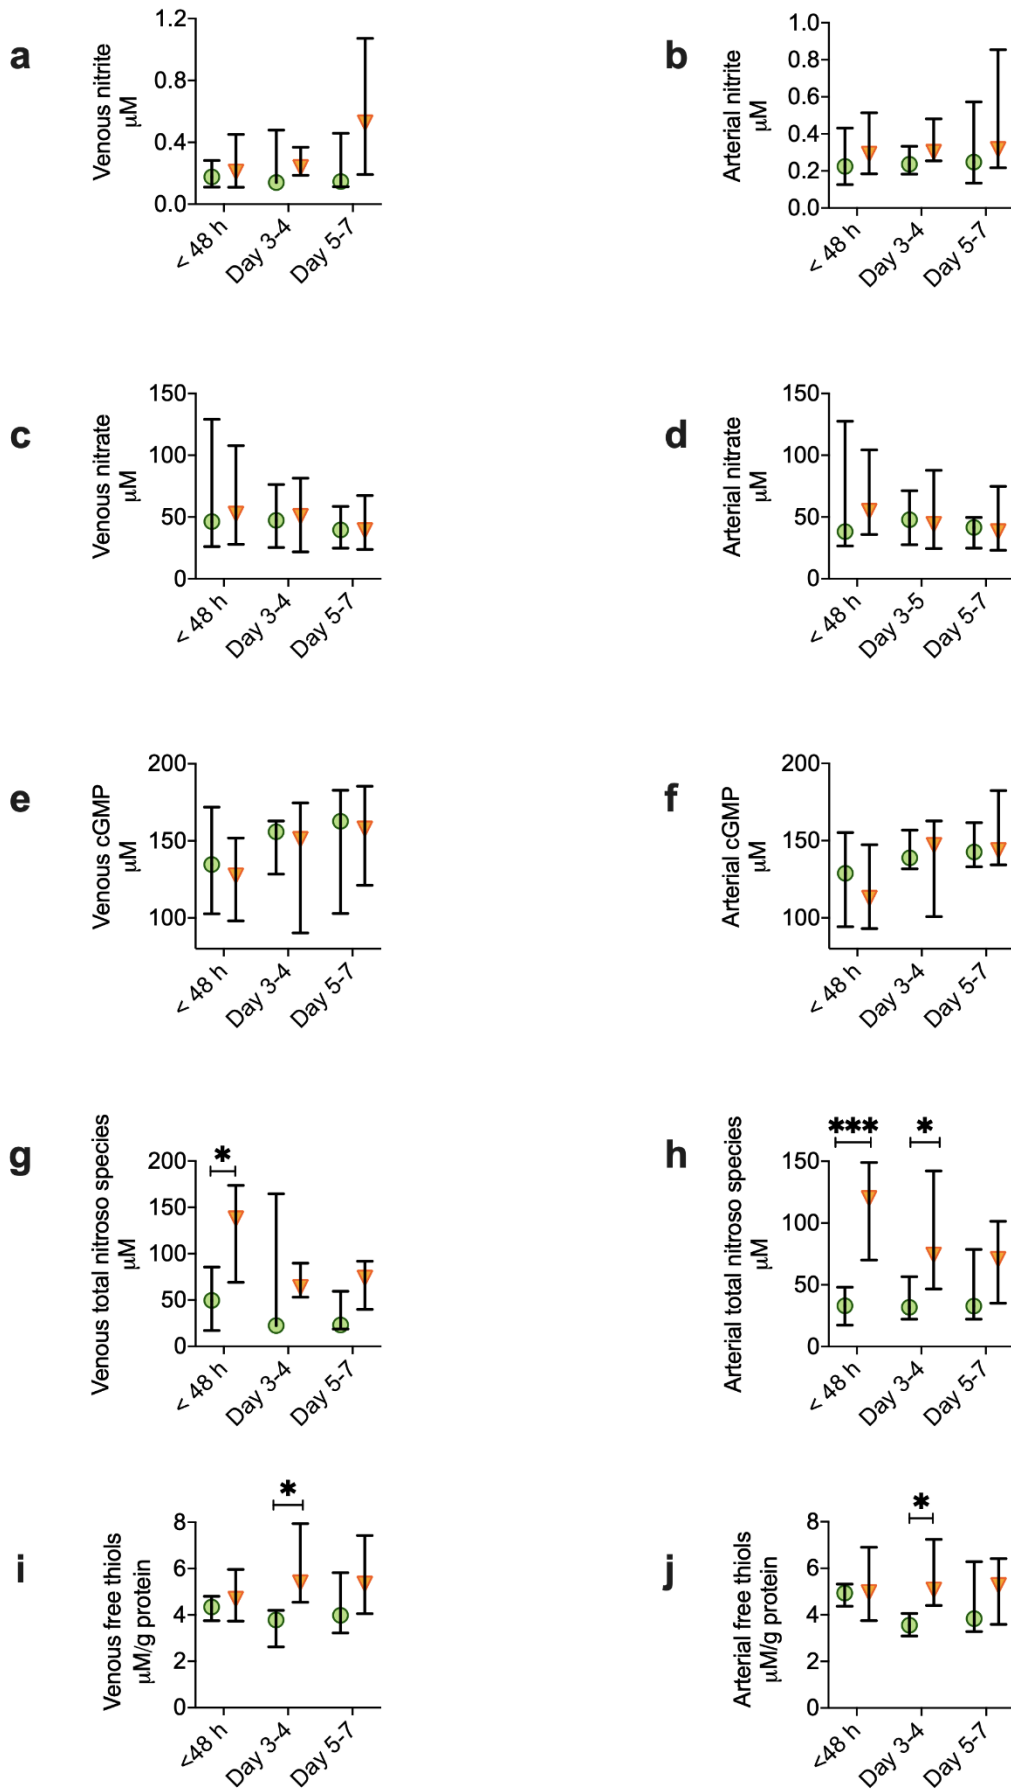 a
Venous nitrite
μM
1.2
0.8
0.4
0.0
< 48 h
Day 3-4
Day 5-7
b
Arterial nitrite
μM
1.0
0.8
0.6
0.4
0.2
0.0
< 48 h
Day 3-4
Day 5-7
c
Venous nitrate
μM
150
100
50
0
< 48 h
Day 3-4
Day 5-7
d
Arterial nitrate
μM
150
100
50
0
< 48 h
Day 3-5
Day 5-7
e
Venous cGMP
μM
200
150
100
< 48 h
Day 3-4
Day 5-7
f
Arterial cGMP
μM
200
150
100
< 48 h
Day 3-4
Day 5-7
g
Venous total nitroso species
μM
200
150
100
50
0
*
< 48 h
Day 3-4
Day 5-7
h
Arterial total nitroso species
μM
150
100
50
0
***
*
< 48 h
Day 3-4
Day 5-7
i
Venous free thiols
μM/g protein
8
6
4
2
0
*
<48 h
Day 3-4
Day 5-7
j
Arterial free thiols
μM/g protein
8
6
4
2
0
*
<48 h
Day 3-4
Day 5-7